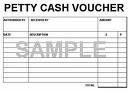 PETTY CASH VOUCHER
AUTHORISED BY RECEIVED BY AMOUNT
DATE DESCRIPTION £ P
SAMPLE
TOTAL